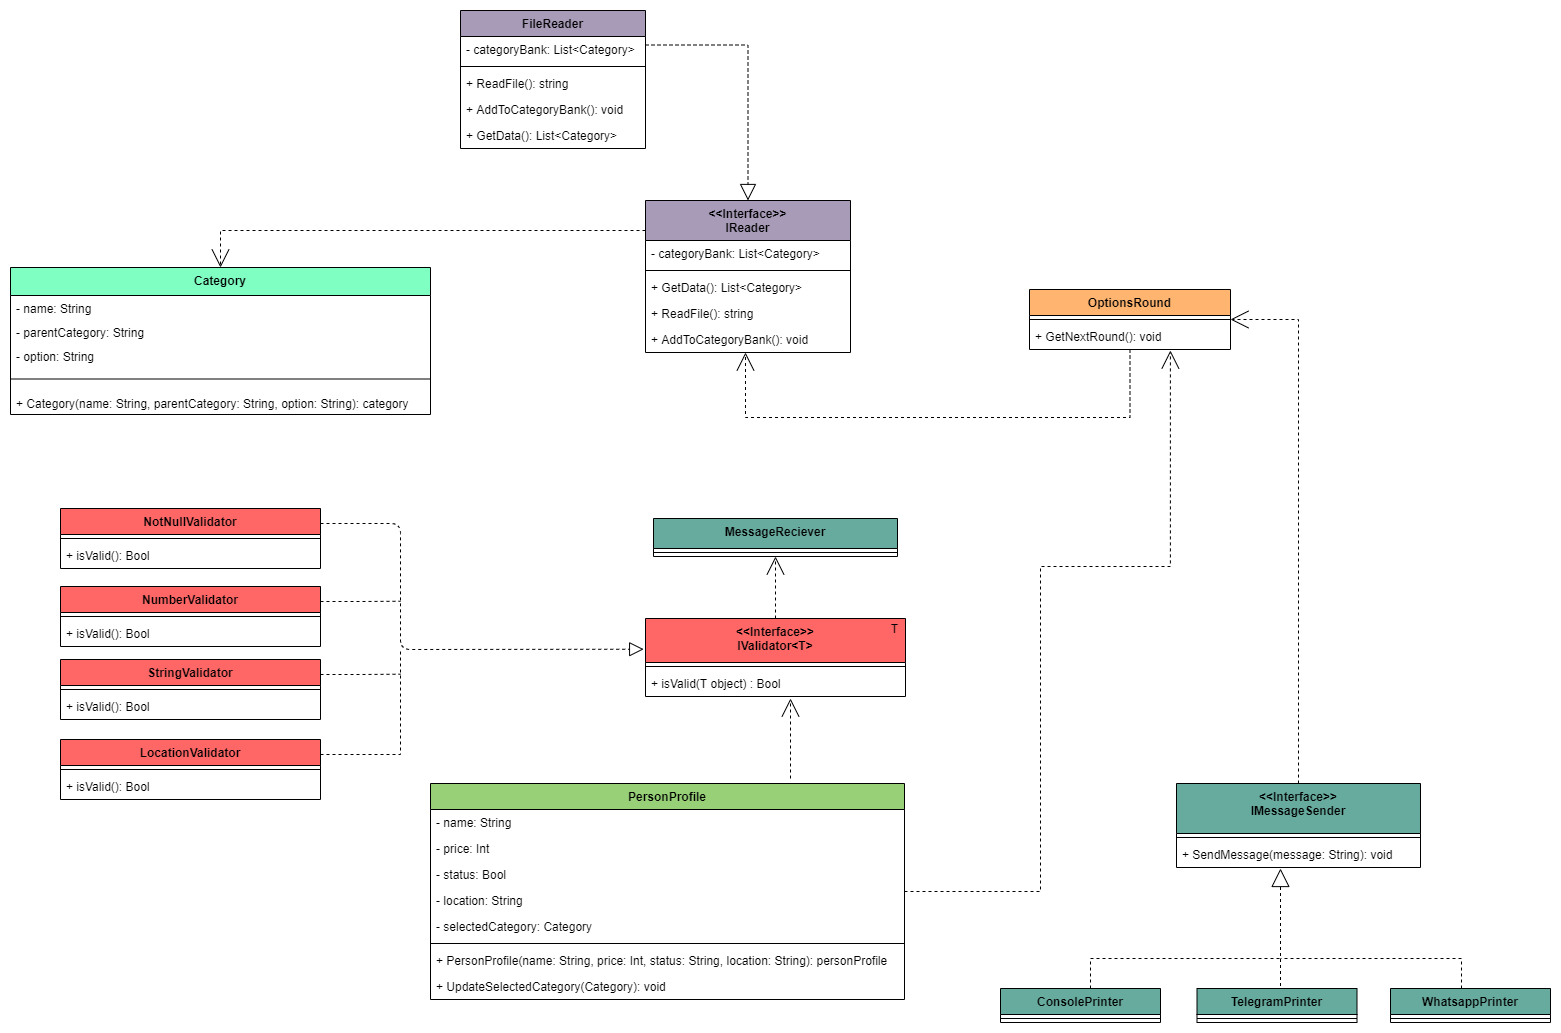 FileReader
- categoryBank: List<Category>
+ ReadFile(): string
+ AddToCategoryBank(): void
+ GetData(): List<Category>
<<Interface>>
IReader
- categoryBank: List<Category>
+ GetData(): List<Category>
+ ReadFile(): string
+ AddToCategoryBank(): void
Category
- name: String
- parentCategory: String
- option: String
+ Category(name: String, parentCategory: String, option: String): category
OptionsRound
+ GetNextRound(): void
NotNullValidator
+ isValid(): Bool
NumberValidator
+ isValid(): Bool
StringValidator
+ isValid(): Bool
LocationValidator
+ isValid(): Bool
MessageReciever
<<Interface>>
IValidator<T>
T
+ isValid(T object) : Bool
PersonProfile
- name: String
- price: Int
- status: Bool
- location: String
- selectedCategory: Category
+ PersonProfile(name: String, price: Int, status: String, location: String): personProfile
+ UpdateSelectedCategory(Category): void
<<Interface>>
IMessageSender
+ SendMessage(message: String): void
ConsolePrinter
TelegramPrinter
WhatsappPrinter